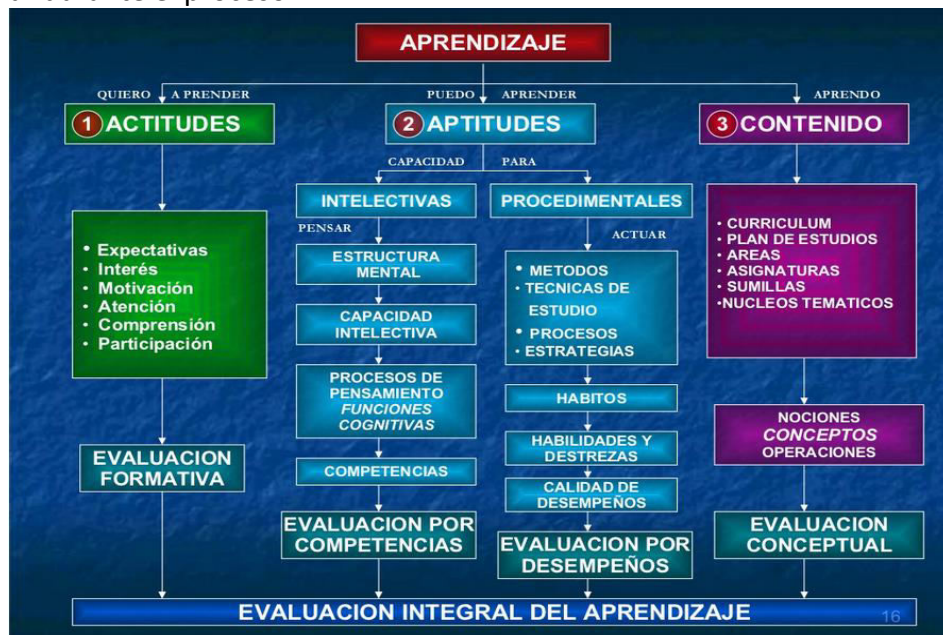 APRENDIZAJE
QUIERO A PRENDER
PUEDO APRENDER
APRENDO
1 ACTITUDES
2 APTITUDES
3 CONTENIDO
CAPACIDAD PARA
INTELECTIVAS
PROCEDIMENTALES
PENSAR
ACTUAR
• Expectativas
• Interés
• Motivación
• Atención
• Comprensión
• Participación
EVALUACION
FORMATIVA
ESTRUCTURA
MENTAL
CAPACIDAD
INTELECTIVA
PROCESOS DE
PENSAMIENTO
FUNCIONES
COGNITIVAS
COMPETENCIAS
EVALUACION POR
COMPETENCIAS
• METODOS
• TECNICAS DE
ESTUDIO
• PROCESOS
• ESTRATEGIAS
HABITOS
HABILIDADES Y
DESTREZAS
CALIDAD DE
DESEMPEÑOS
EVALUACION POR
DESEMPEÑOS
• CURRICULUM
• PLAN DE ESTUDIOS
• AREAS
• ASIGNATURAS
• SUMILLAS
•NUCLEOS TEMATICOS
NOCIONES
CONCEPTOS
OPERACIONES
EVALUACION
CONCEPTUAL
EVALUACION INTEGRAL DEL APRENDIZAJE
16